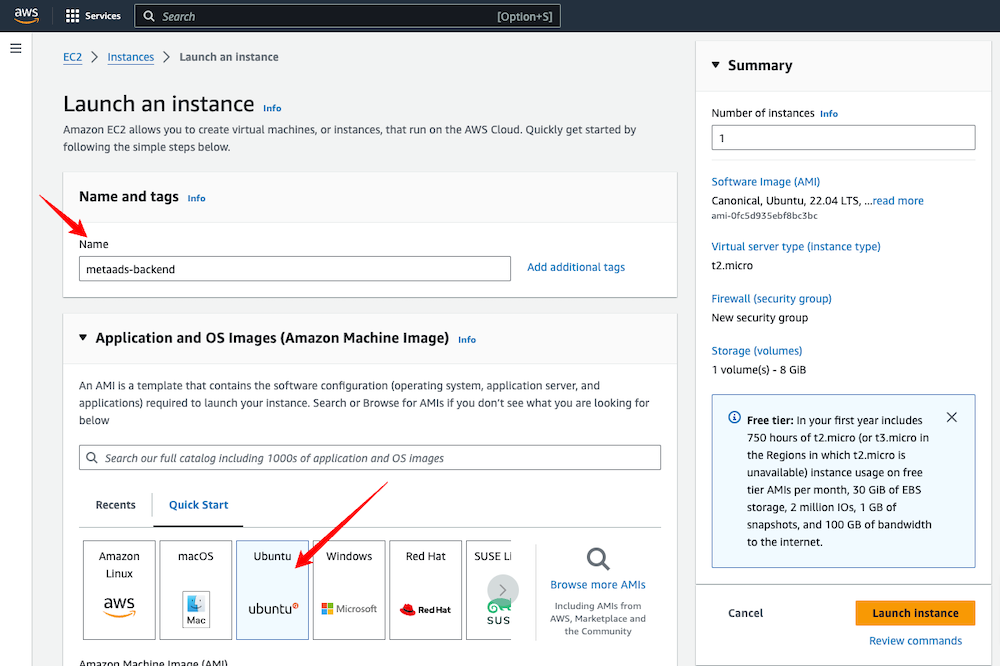 aws
Services
Search
[Option+S]
EC2 > Instances > Launch an instance
Launch an instance Info
Amazon EC2 allows you to create virtual machines, or instances, that run on the AWS Cloud. Quickly get started by
following the simple steps below.
Name and tags Info
Name
metaads-backend
Add additional tags
Application and OS Images (Amazon Machine Image) Info
An AMI is a template that contains the software configuration (operating system, application server, and
applications) required to launch your instance. Search or Browse for AMIs if you don't see what you are looking for
below
Search our full catalog including 1000s of application and OS images
Recents
Quick Start
Amazon
Linux
aws
macOS
Mac
Ubuntu
ubuntu
Windows
Microsoft
Red Hat
Red Hat
SUSE Li
SUS
Browse more AMIs
Including AMIs from
AWS, Marketplace and
the Community
Amazon Machine Image (AMI)
Summary
Number of instances Info
1
Software Image (AMI)
Canonical, Ubuntu, 22.04 LTS, ...read more
ami-0fc5d935ebf8bc3bc
Virtual server type (instance type)
t2.micro
Firewall (security group)
New security group
Storage (volumes)
1 volume(s) - 8 GiB
Free tier: In your first year includes
750 hours of t2.micro (or t3.micro in
the Regions in which t2.micro is
unavailable) instance usage on free
tier AMIs per month, 30 GiB of EBS
storage, 2 million IOs, 1 GB of
snapshots, and 100 GB of bandwidth
to the internet.
Cancel
Launch instance
Review commands